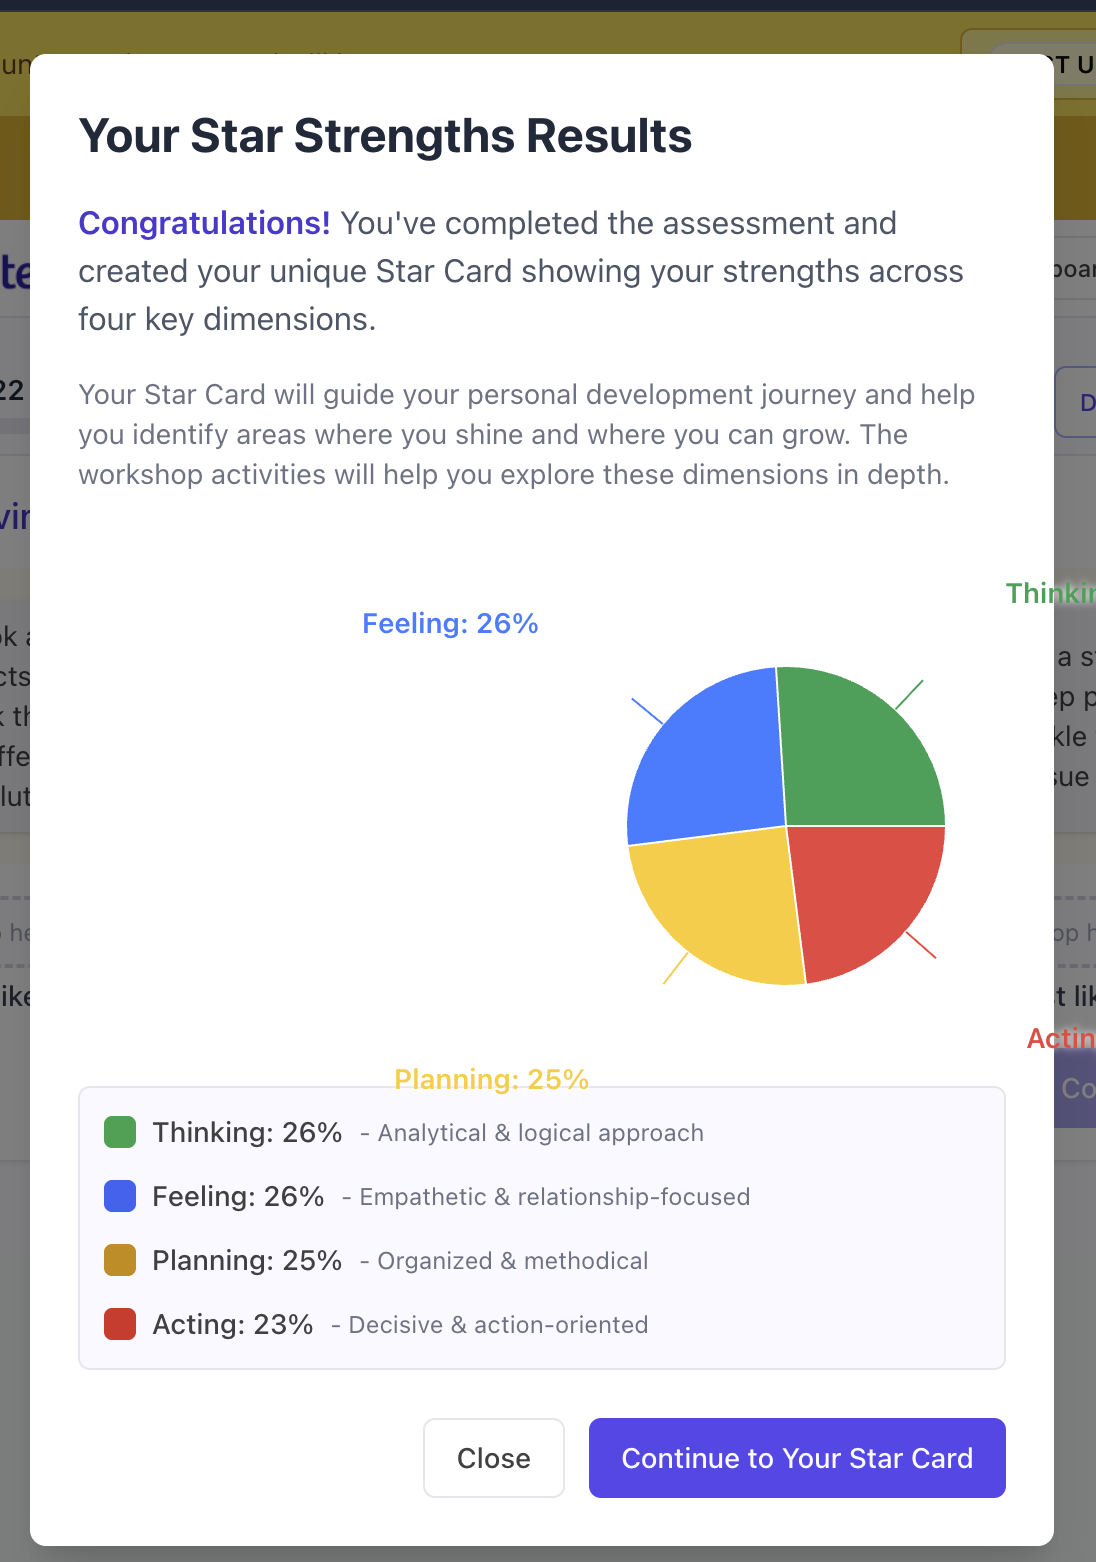 Your Star Strengths Results
Congratulations! You've completed the assessment and
created your unique Star Card showing your strengths across
four key dimensions.
Your Star Card will guide your personal development journey and help
you identify areas where you shine and where you can grow. The
workshop activities will help you explore these dimensions in depth.
Feeling: 26%
Planning: 25%
Thinking: 26% - Analytical & logical approach
Feeling: 26% - Empathetic & relationship-focused
Planning: 25% - Organized & methodical
Acting: 23% - Decisive & action-oriented
Close
Continue to Your Star Card